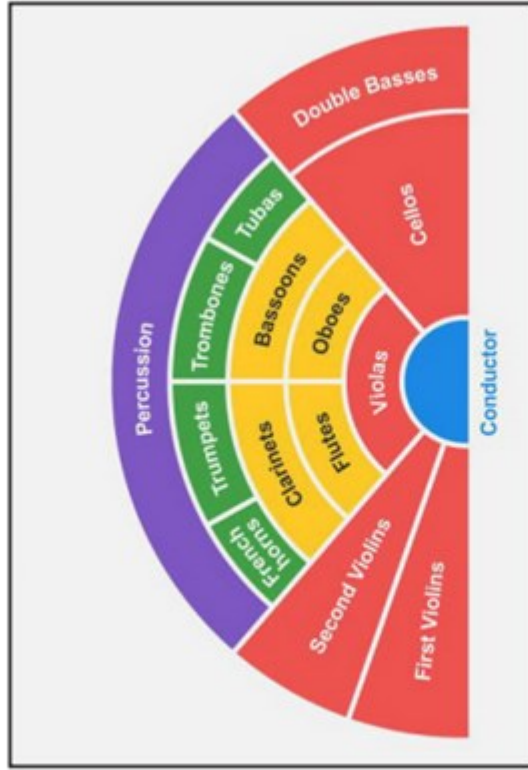 Percussion
French
horns
Trumpets
Trombones
Tubas
Clarinets
Bassoons
Flutes
Oboes
Violas
Second Violins
First Violins
Double Basses
Cellos
Conductor